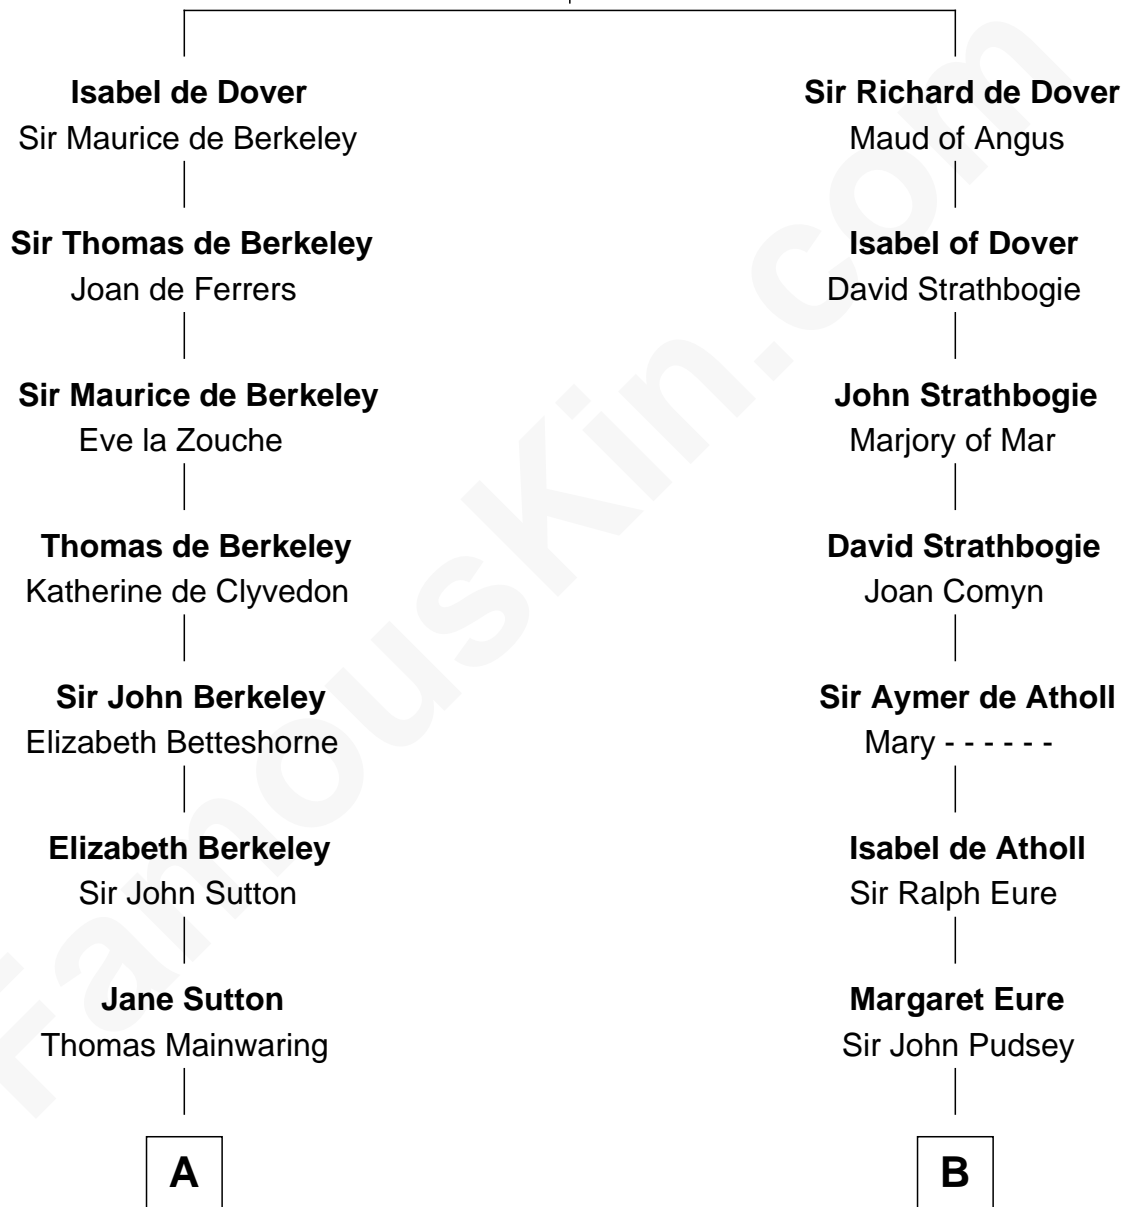 Isabel de Dover
Sir Maurice de Berkeley
Sir Thomas de Berkeley
Joan de Ferrers
Sir Maurice de Berkeley
Eve la Zouche
Thomas de Berkeley
Katherine de Clyvedon
Sir John Berkeley
Elizabeth Betteshorne
Elizabeth Berkeley
Sir John Sutton
Jane Sutton
Thomas Mainwaring
A
Sir Richard de Dover
Maud of Angus
Isabel of Dover
David Strathbogie
John Strathbogie
Marjory of Mar
David Strathbogie
Joan Comyn
Sir Aymer de Atholl
Mary - - - - - -
Isabel de Atholl
Sir Ralph Eure
Margaret Eure
Sir John Pudsey
B
FamousKin.com